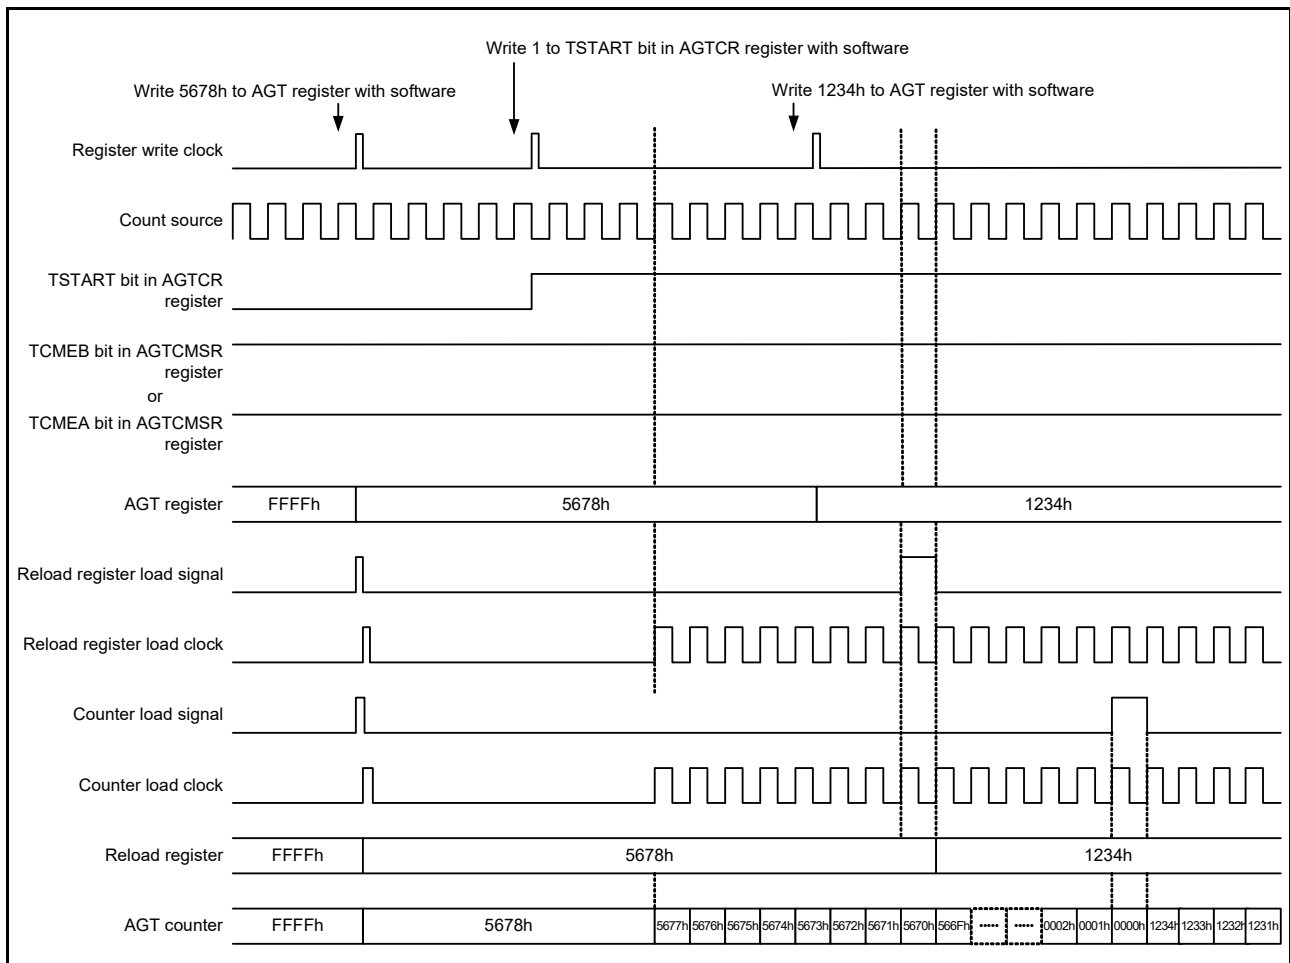 Write 1 to TSTART bit in AGTCR register with software
Write 5678h to AGT register with software
Write 1234h to AGT register with software
Register write clock
Count source
TSTART bit in AGTCR
register
TCMEB bit in AGTCMSR
register
or
TCMEA bit in AGTCMSR
register
AGT register FFFFh 5678h 1234h
Reload register load signal
Reload register load clock
Counter load signal
Counter load clock
Reload register FFFFh 5678h 1234h
AGT counter FFFFh 5678h 5677h 5676h 5675h 5674h 5673h 5672h 5671h 5670h 566Fh ····· ····· 0002h 0001h 0000h 1234h 1233h 1232h 1231h